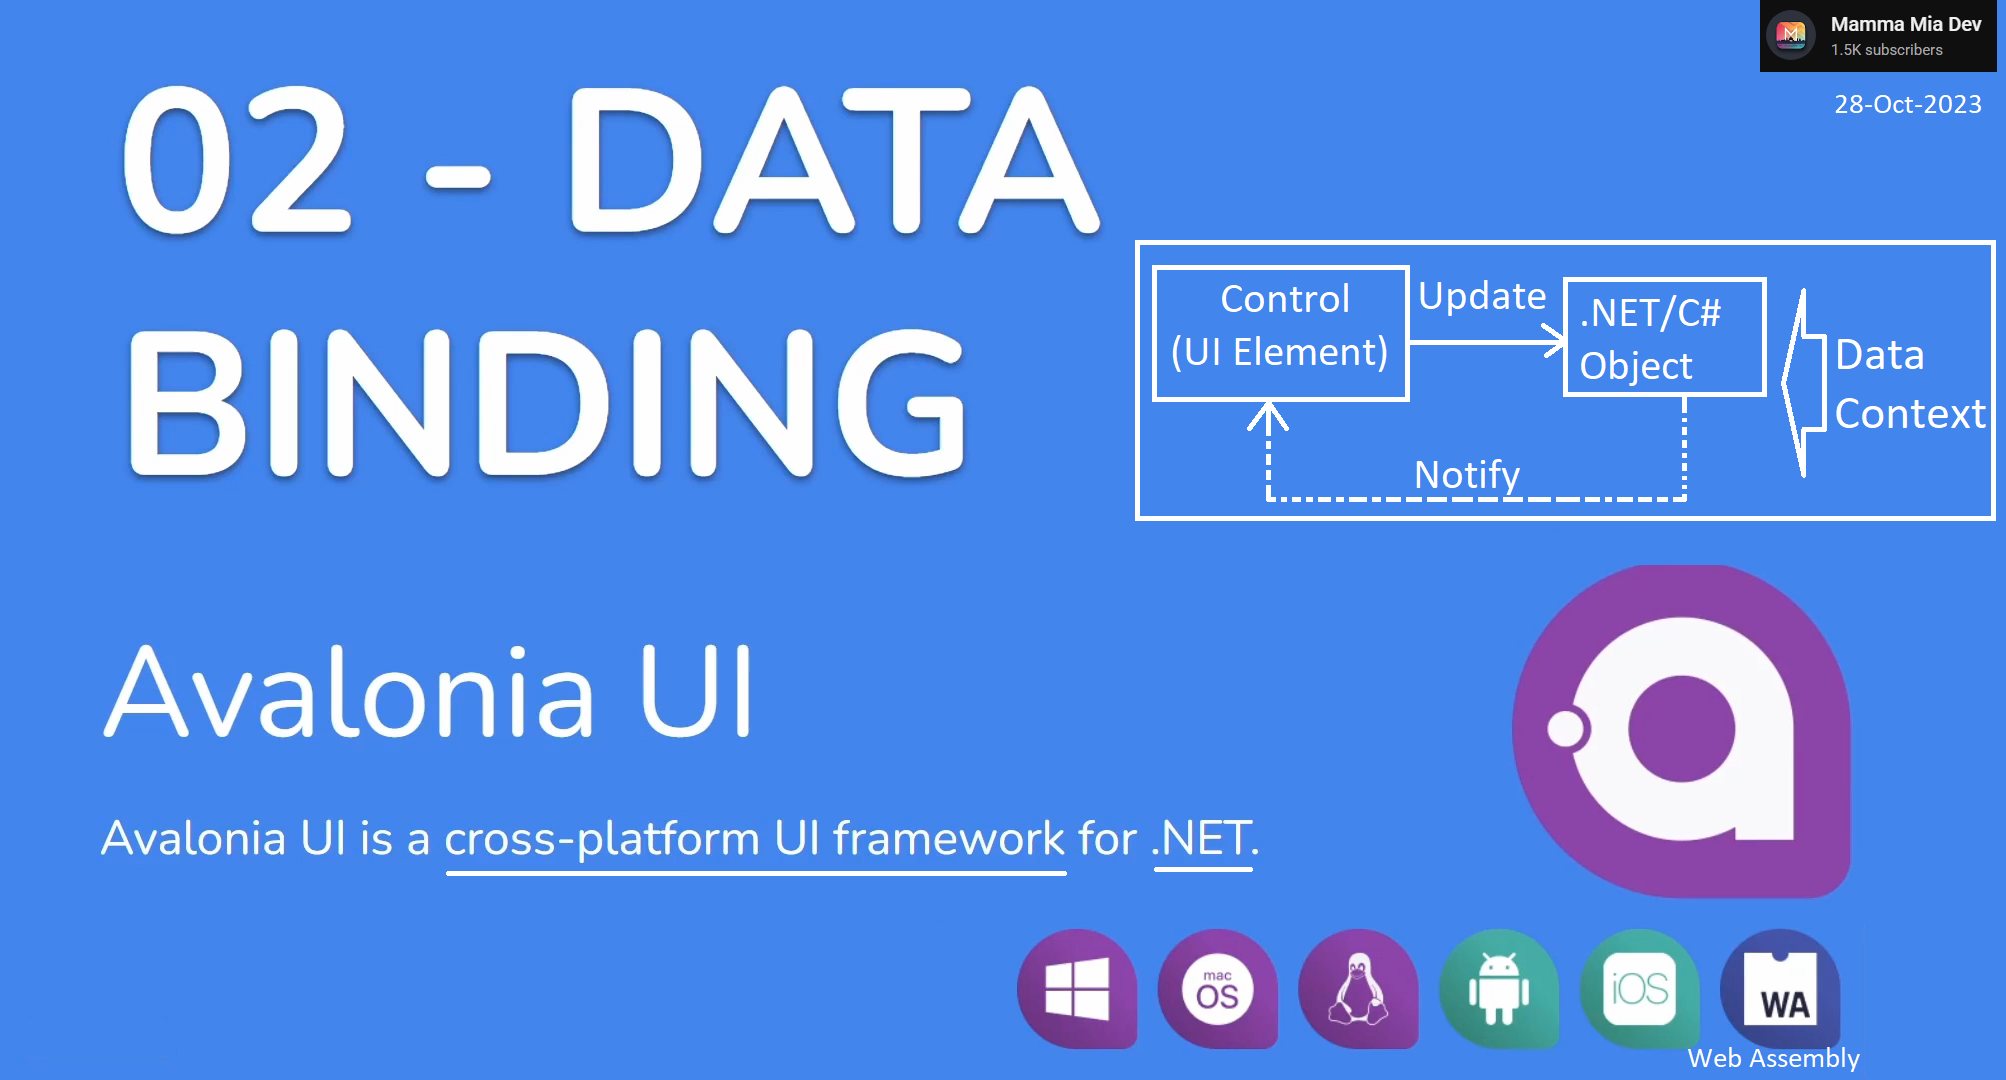 Mamma Mia Dev
1.5K subscribers
28-Oct-2023
02 - DATA
BINDING
Control
(UI Element)
Update
.NET/C#
Object
Data
Context
Notify
Avalonia UI
Avalonia UI is a cross-platform UI framework for .NET.
mac
OS
iOS
WA
Web Assembly